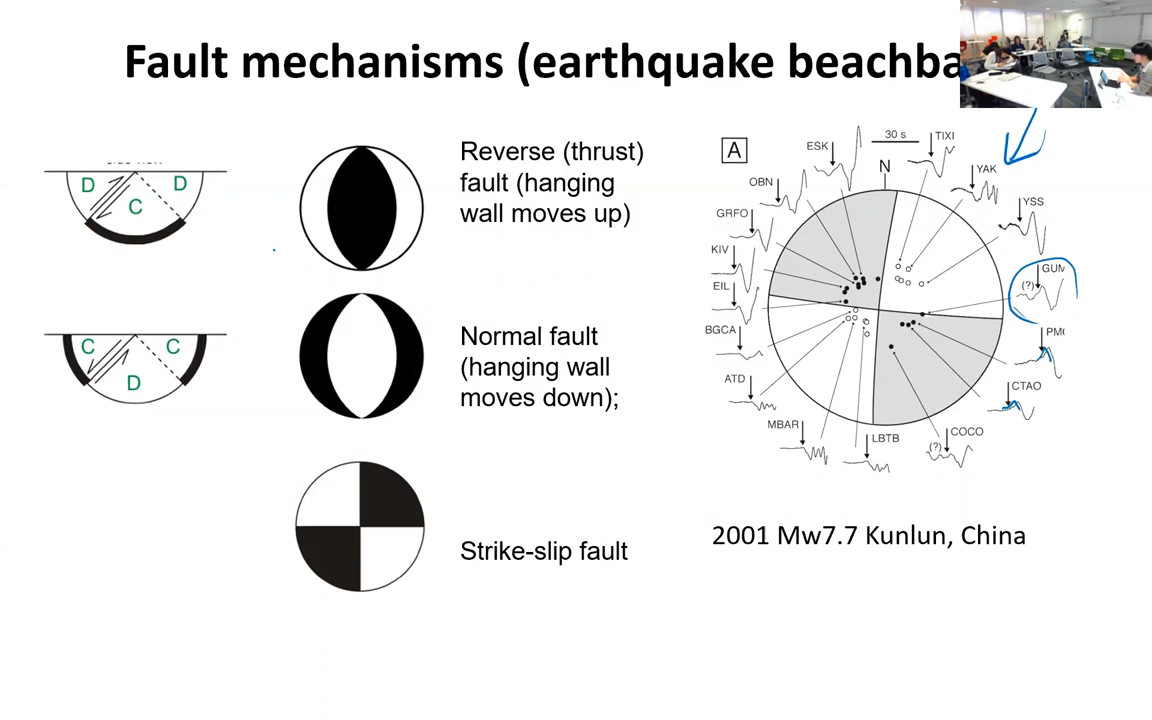 Fault mechanisms (earthquake beachba
D
D
C
Reverse (thrust)
fault (hanging
wall moves up)
C
C
D
Normal fault
(hanging wall
moves down);
Strike-slip fault
A
30 s
N
ESK
TIXI
OBN
YAK
GRFO
YSS
KIV
GUM
(?)
EIL
BGCA
PM
ATD
CTAO
MBAR
LBTB
COCO
(?)
2001 Mw7.7 Kunlun, China